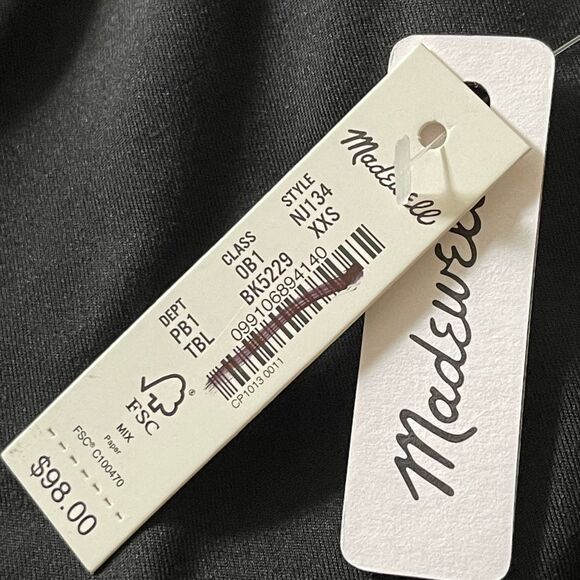 Madewell
DEPT CLASS STYLE
PB1 0B1 NJ134
TBL BK5229 XXS
099106894140
CP1013 0011
FSC®
MIX
Paper
FSC® C100470
$98.00
Madewell